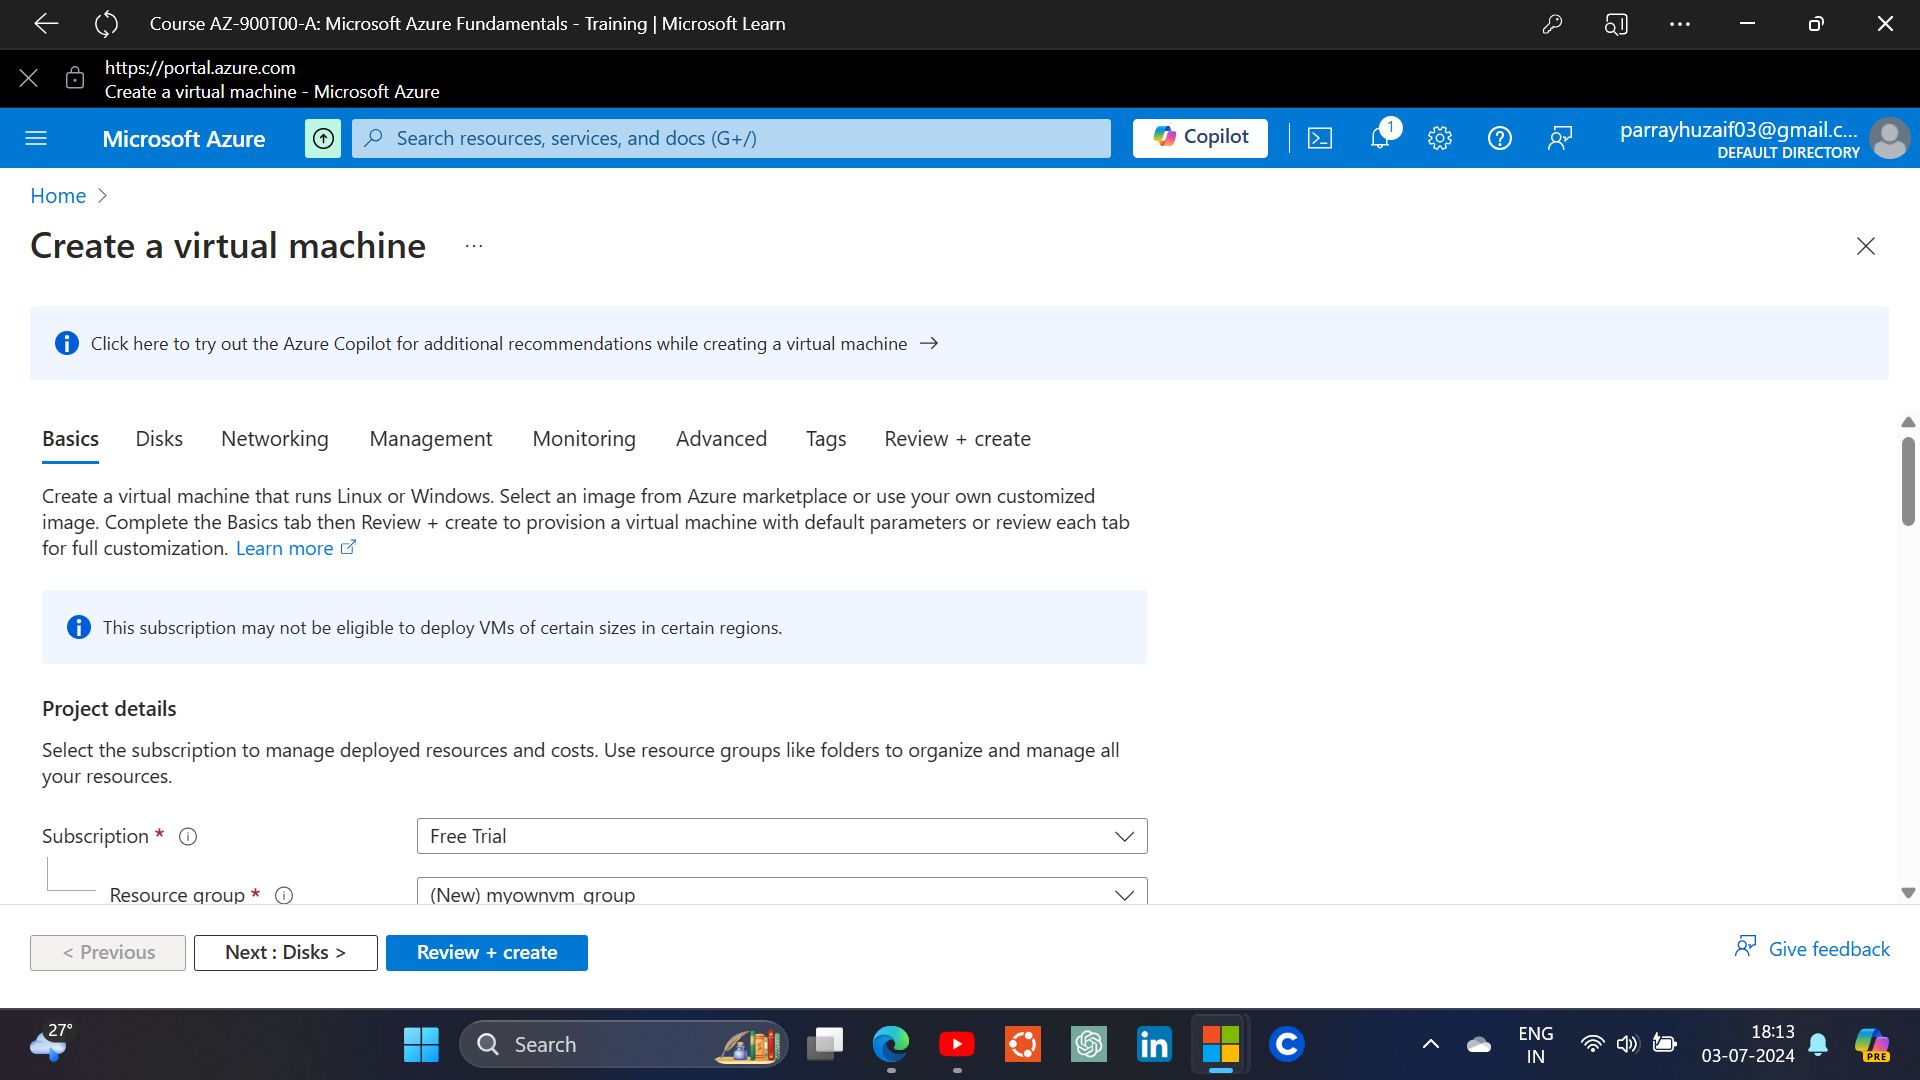 Course AZ-900T00-A: Microsoft Azure Fundamentals - Training | Microsoft Learn
https://portal.azure.com
Create a virtual machine - Microsoft Azure
Microsoft Azure
Search resources, services, and docs (G+/)
Copilot
1
parrayhuzaif03@gmail.c...
DEFAULT DIRECTORY
Home >
Create a virtual machine ...
Click here to try out the Azure Copilot for additional recommendations while creating a virtual machine →
Basics Disks Networking Management Monitoring Advanced Tags Review + create
Create a virtual machine that runs Linux or Windows. Select an image from Azure marketplace or use your own customized
image. Complete the Basics tab then Review + create to provision a virtual machine with default parameters or review each tab
for full customization. Learn more
This subscription may not be eligible to deploy VMs of certain sizes in certain regions.
Project details
Select the subscription to manage deployed resources and costs. Use resource groups like folders to organize and manage all
your resources.
Subscription * Free Trial
Resource group * (New) myownvm_group
< Previous Next : Disks > Review + create
Give feedback
27°
Search
ENG
IN
18:13
03-07-2024
PRE